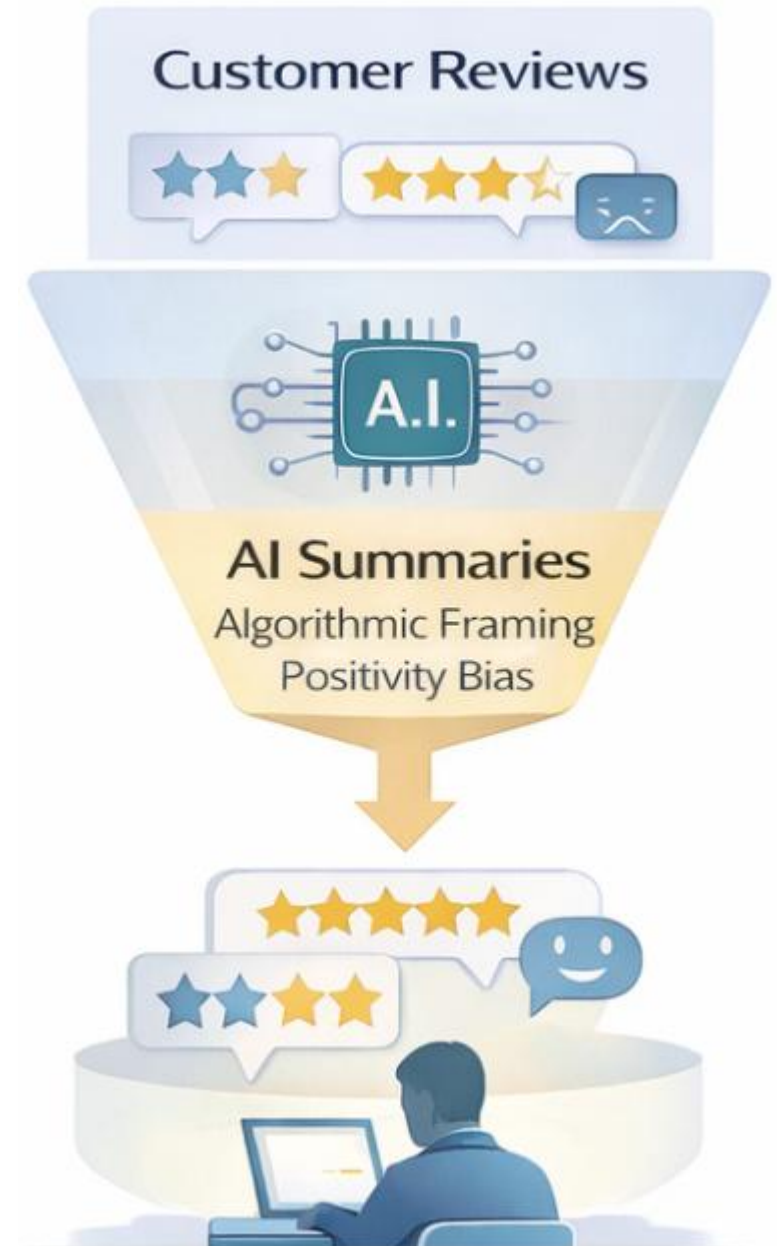 Customer Reviews
A.I.
AI Summaries
Algorithmic Framing
Positivity Bias